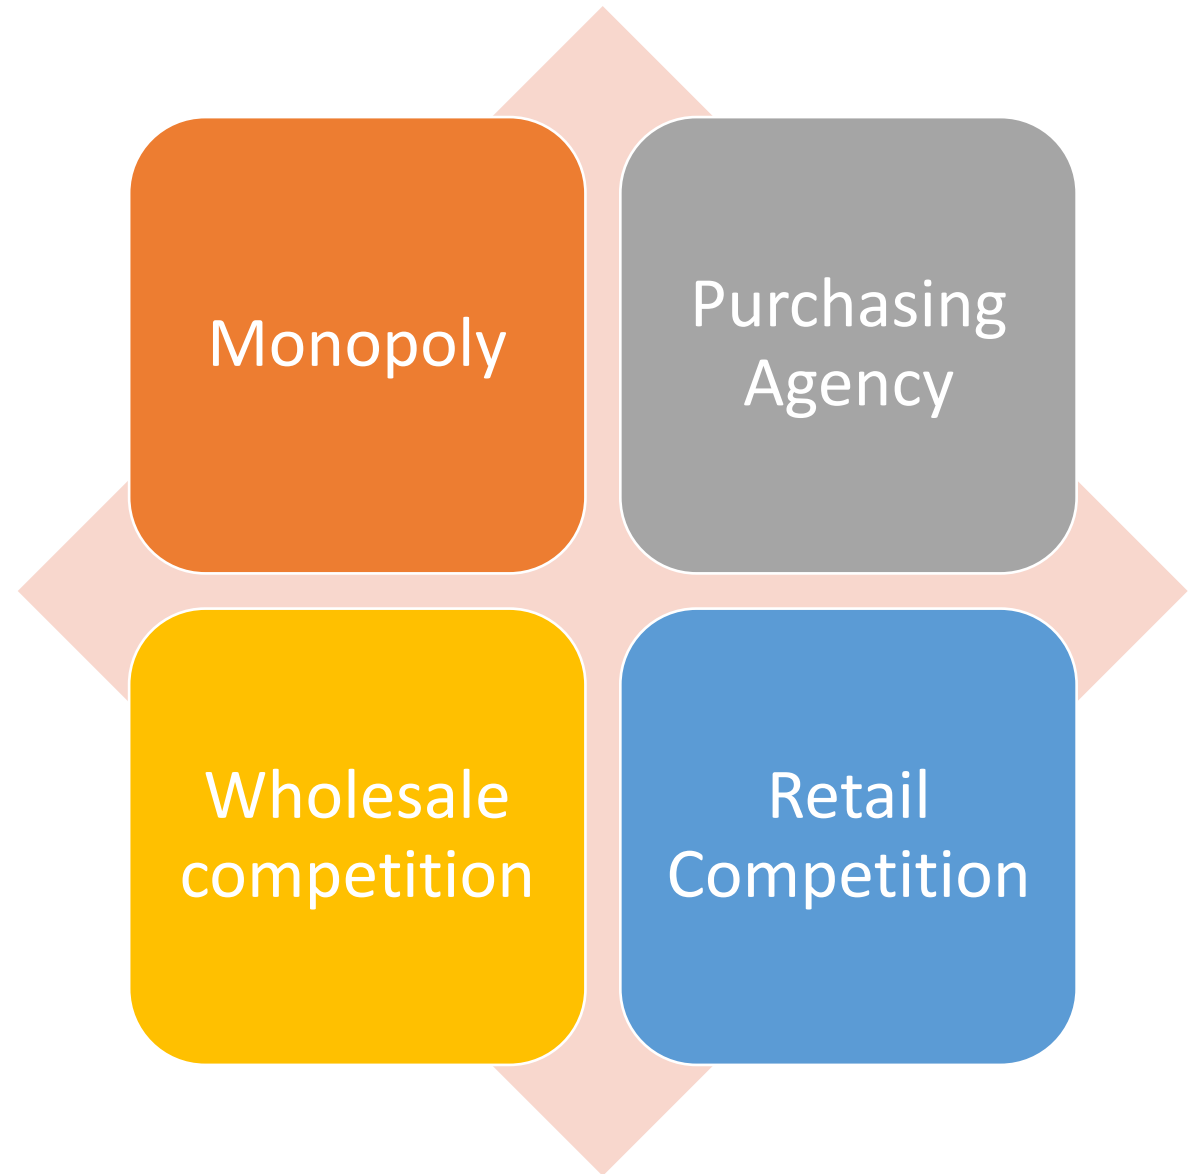 Monopoly
Purchasing
Agency
Wholesale
competition
Retail
Competition